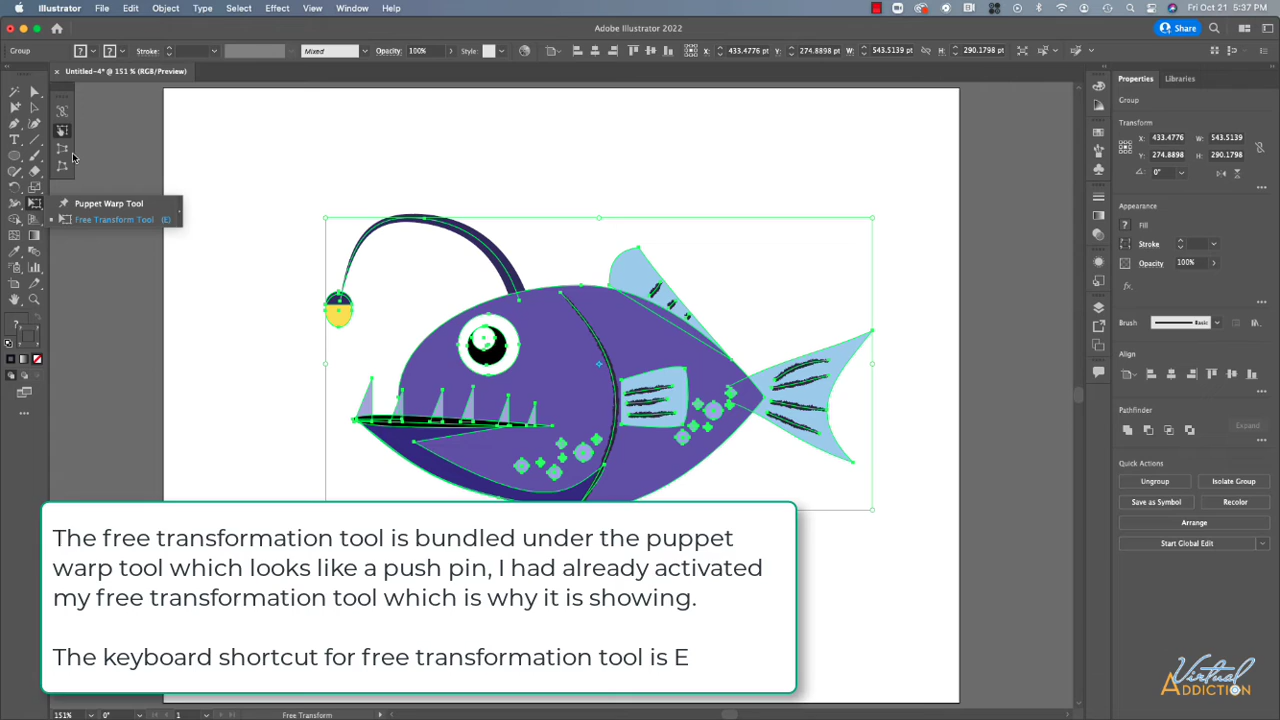 Illustrator File Edit Object Type Select Effect View Window Help Fri Oct 21 5:37 PM
Adobe Illustrator 2022 Share
Group Stroke: Mixed Opacity: 100% Style: X: 433.4776 pt Y: 274.8898 pt W: 543.5139 pt H: 290.1798 pt
× Untitled-4* @ 151 % (RGB/Preview)
Properties Libraries
Group
Transform
X: 433.4776 W: 543.5139
Y: 274.8898 H: 290.1798
0°
Appearance
? Fill
Stroke
Opacity 100%
fx.
Brush Basic
Align
Pathfinder
Expand
Quick Actions
Ungroup Isolate Group
Save as Symbol Recolor
Arrange
Start Global Edit
Puppet Warp Tool
Free Transform Tool (E)
The free transformation tool is bundled under the puppet
warp tool which looks like a push pin, I had already activated
my free transformation tool which is why it is showing.
The keyboard shortcut for free transformation tool is E
Virtual
ADDICTION
151% 0° 1 Free Transform